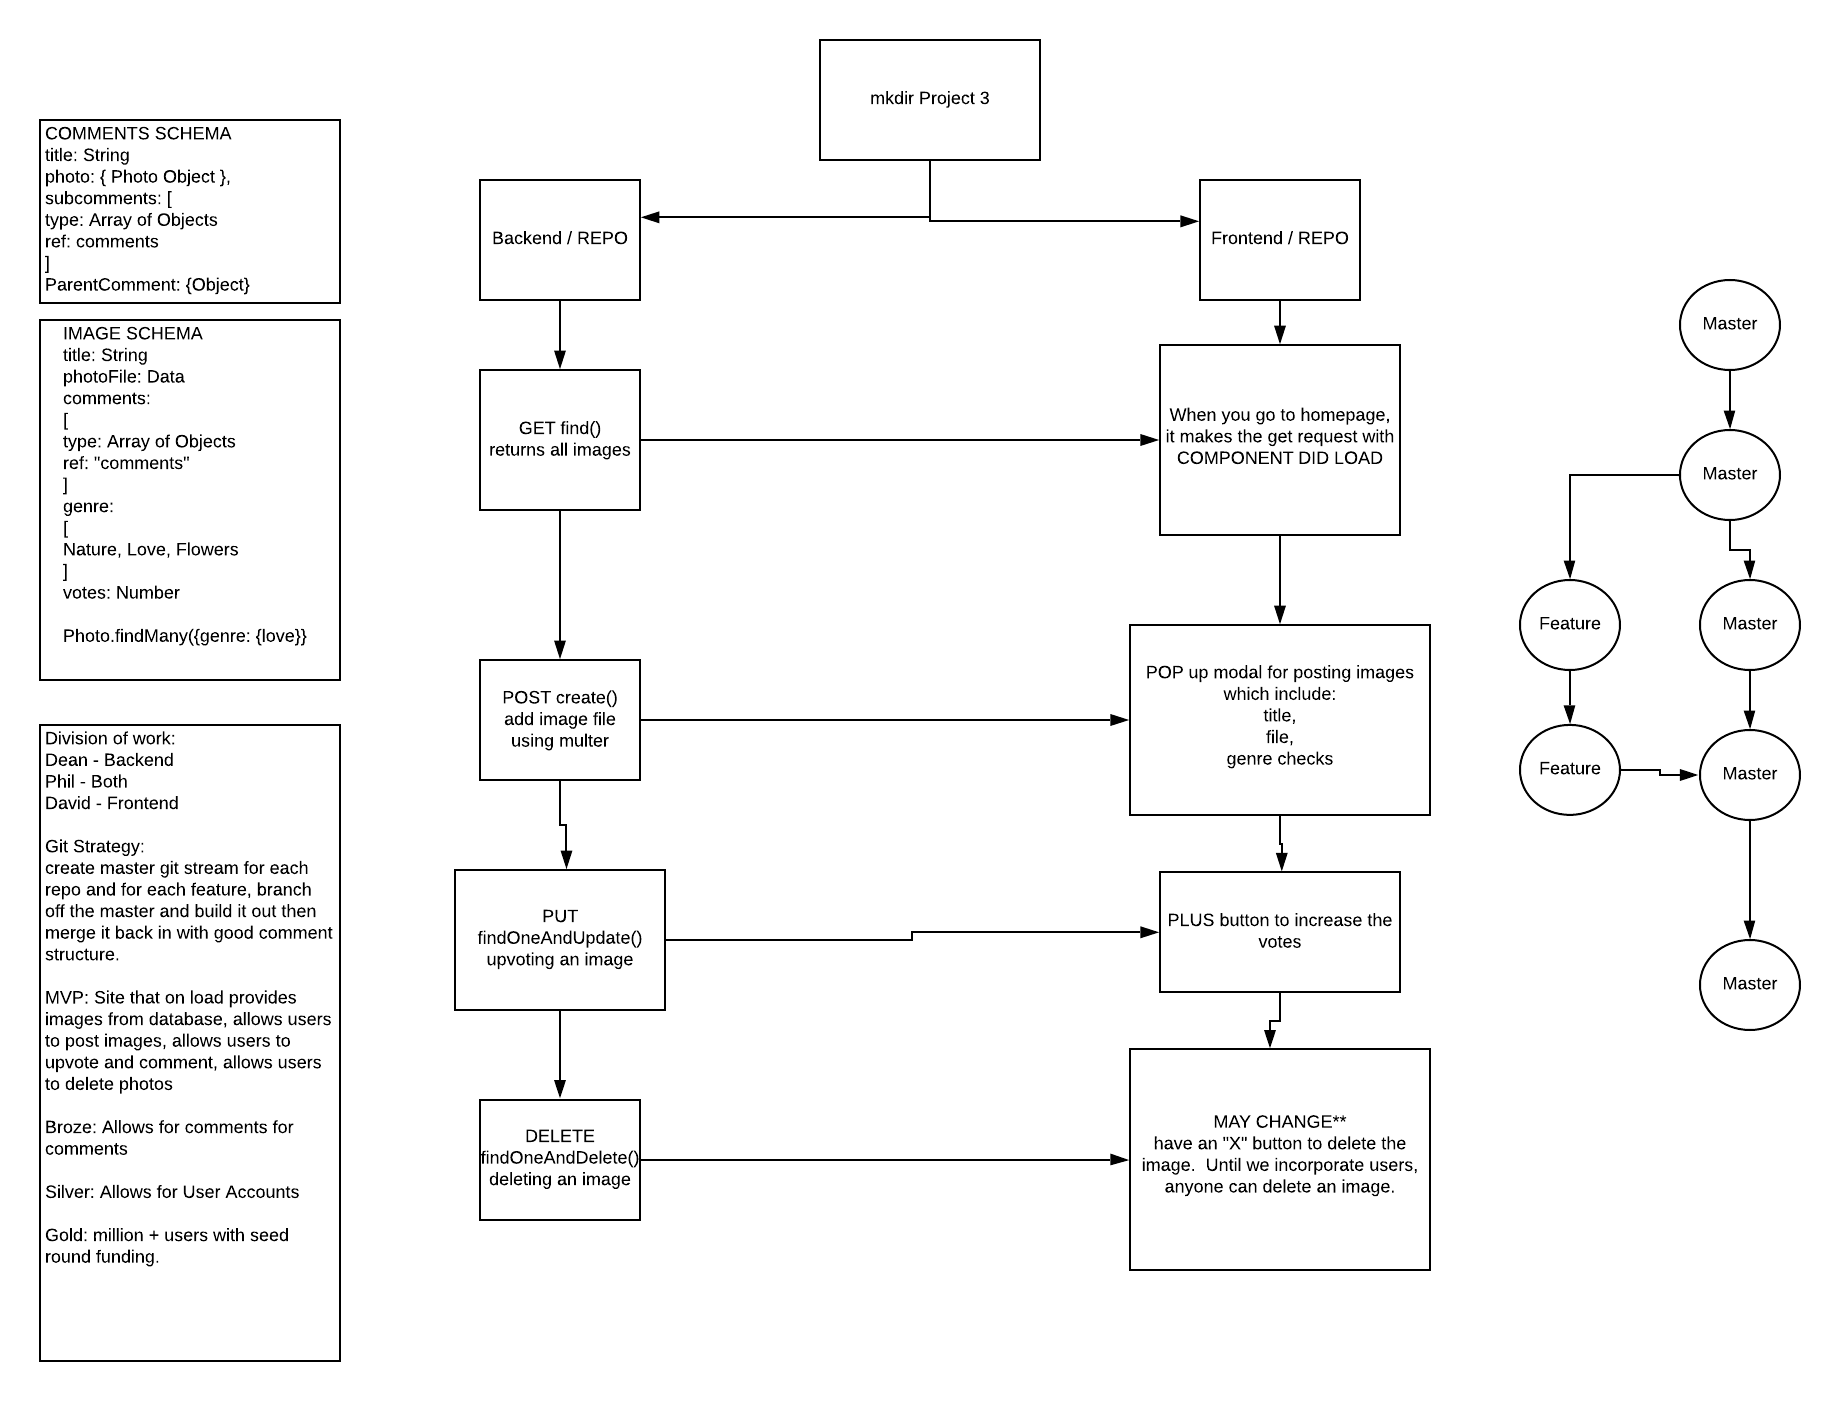 mkdir Project 3
COMMENTS SCHEMA
title: String
photo: { Photo Object },
subcomments: [
type: Array of Objects
ref: comments
]
ParentComment: {Object}
IMAGE SCHEMA
title: String
photoFile: Data
comments:
[
type: Array of Objects
ref: "comments"
]
genre:
[
Nature, Love, Flowers
]
votes: Number
Photo.findMany({genre: {love}}
Division of work:
Dean - Backend
Phil - Both
David - Frontend
Git Strategy:
create master git stream for each
repo and for each feature, branch
off the master and build it out then
merge it back in with good comment
structure.
MVP: Site that on load provides
images from database, allows users
to post images, allows users to
upvote and comment, allows users
to delete photos
Broze: Allows for comments for
comments
Silver: Allows for User Accounts
Gold: million + users with seed
round funding.
Backend / REPO
GET find()
returns all images
POST create()
add image file
using multer
PUT
findOneAndUpdate()
upvoting an image
DELETE
findOneAndDelete()
deleting an image
Frontend / REPO
When you go to homepage,
it makes the get request with
COMPONENT DID LOAD
POP up modal for posting images
which include:
title,
file,
genre checks
PLUS button to increase the
votes
MAY CHANGE**
have an "X" button to delete the
image.  Until we incorporate users,
anyone can delete an image.
Master
Master
Feature
Master
Feature
Master
Master